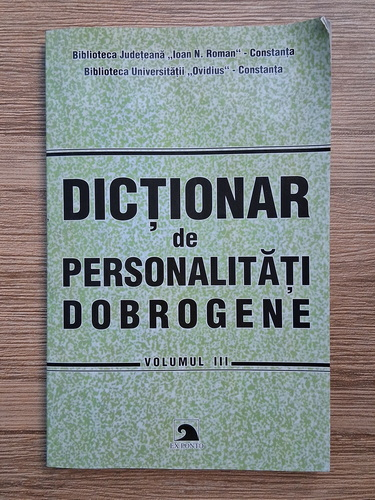 Biblioteca Județeană „Ioan N. Roman" - Constanța
Biblioteca Universității „Ovidius" - Constanța
DICȚIONAR
de
PERSONALITĂȚI
DOBROGENE
VOLUMUL III
EX PONTO